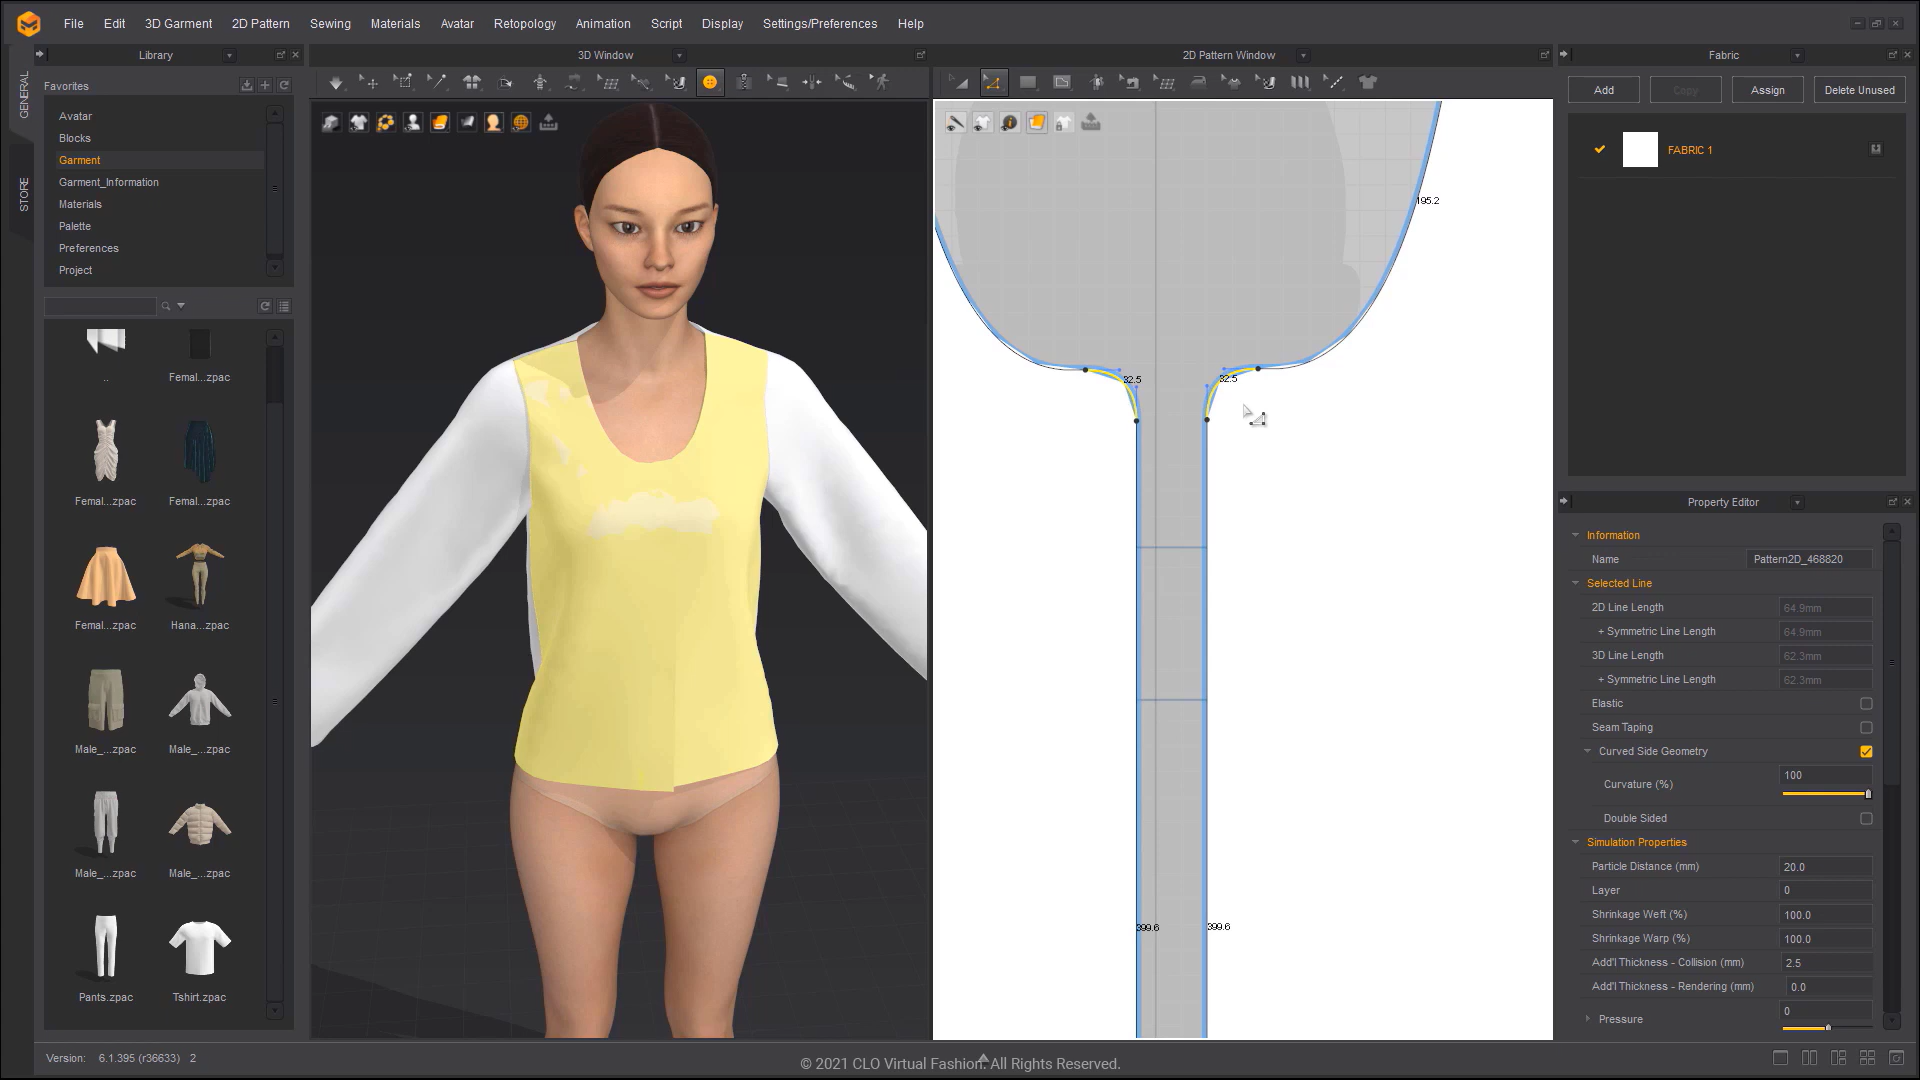 File Edit 3D Garment 2D Pattern Sewing Materials Avatar Retopology Animation Script Display Settings/Preferences Help
Library
3D Window
2D Pattern Window
Fabric
GENERAL
STORE
Favorites
Avatar
Blocks
Garment
Garment_Information
Materials
Palette
Preferences
Project
..
Femal...zpac
Femal...zpac
Femal...zpac
Femal...zpac
Hana...zpac
Male_...zpac
Male_...zpac
Male_...zpac
Male_...zpac
Pants.zpac
Tshirt.zpac
195.2
32.5
32.5
399.6
399.6
Add Copy Assign Delete Unused
FABRIC 1
Property Editor
Information
Name Pattern2D_468820
Selected Line
2D Line Length 64.9mm
+ Symmetric Line Length 64.9mm
3D Line Length 62.3mm
+ Symmetric Line Length 62.3mm
Elastic
Seam Taping
Curved Side Geometry
Curvature (%) 100
Double Sided
Simulation Properties
Particle Distance (mm) 20.0
Layer 0
Shrinkage Weft (%) 100.0
Shrinkage Warp (%) 100.0
Add'l Thickness - Collision (mm) 2.5
Add'l Thickness - Rendering (mm) 0.0
Pressure 0
Version: 6.1.395 (r36633) 2
© 2021 CLO Virtual Fashion. All Rights Reserved.